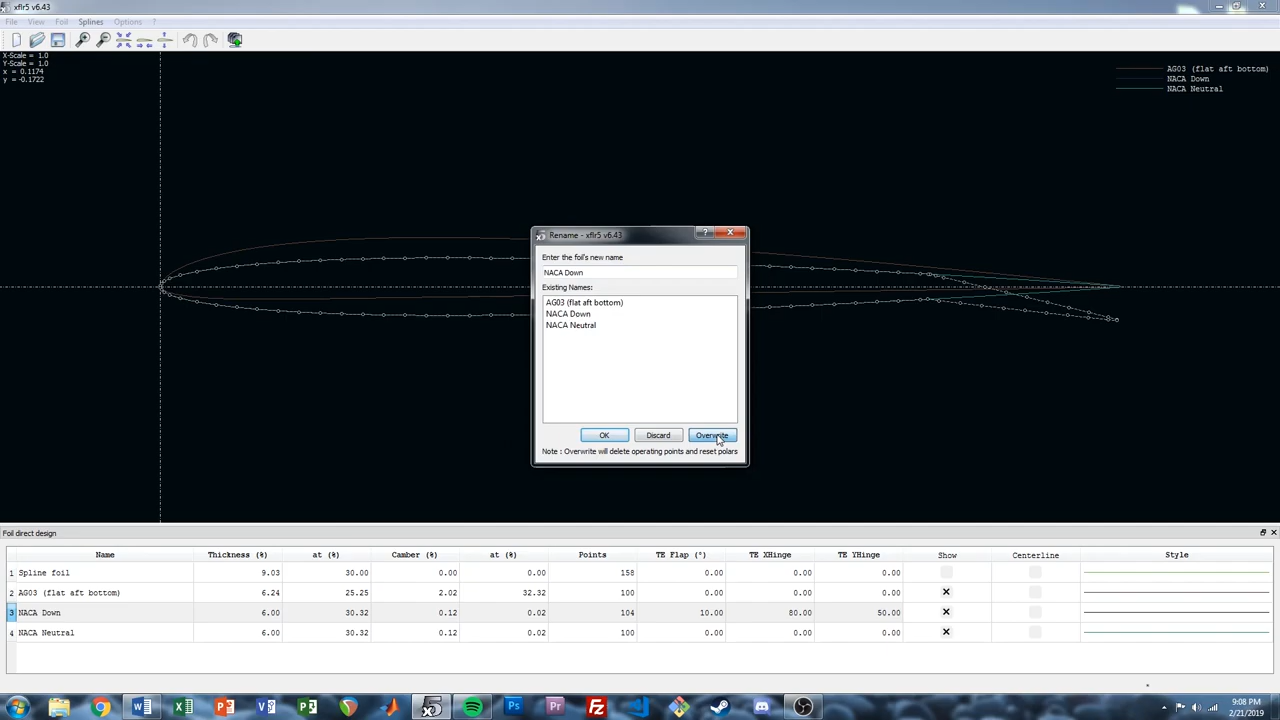 xflr5 v6.43
File View Foil Splines Options ?
X-Scale = 1.0
Y-Scale = 1.0
x = 0.1174
y = -0.1722
AG03 (flat aft bottom)
NACA Down
NACA Neutral
Rename - xflr5 v6.43
Enter the foil's new name
NACA Down
Existing Names:
AG03 (flat aft bottom)
NACA Down
NACA Neutral
OK Discard Overwrite
Note : Overwrite will delete operating points and reset polars
Foil direct design
Name Thickness (%) at (%) Camber (%) at (%) Points TE Flap (°) TE XHinge TE YHinge Show Centerline Style
1 Spline foil 9.03 30.00 0.00 0.00 158 0.00 0.00 0.00
2 AG03 (flat aft bottom) 6.24 25.25 2.02 32.32 100 0.00 0.00 0.00
3 NACA Down 6.00 30.32 0.12 0.02 104 10.00 80.00 50.00
4 NACA Neutral 6.00 30.32 0.12 0.02 100 0.00 0.00 0.00
9:08 PM
2/21/2019